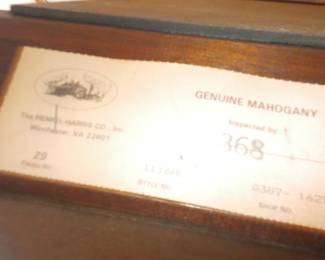 GENUINE MAHOGANY
The HENKEL-HARRIS CO., Inc.
Winchester, VA 22601
Inspected by
368
29
FINISH NO.
STYLE NO.
0387- 162
SHOP NO.